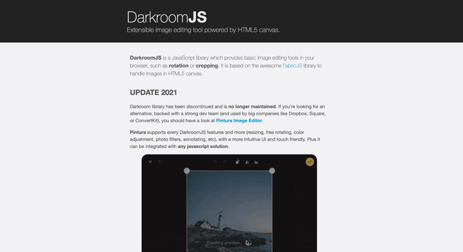 DarkroomJS
Extensible image editing tool powered by HTML5 canvas.
DarkroomJS is a JavaScript library which provides basic image editing tools in your
browser, such as rotation or cropping. It is based on the awesome FabricJS library to
handle images in HTML5 canvas.
UPDATE 2021
Darkroom library has been discontinued and is no longer maintained. If you're looking for an
alternative, backed with a strong dev team (and used by big companies like Dropbox, Square,
or ConvertKit), you should have a look at Pintura Image Editor.
Pintura supports every DarkroomJS features and more (resizing, free rotating, color
adjustment, photo filters, annotating, etc), with a more intuitive UI and touch friendly. Plus it
can be integrated with any javascript solution.